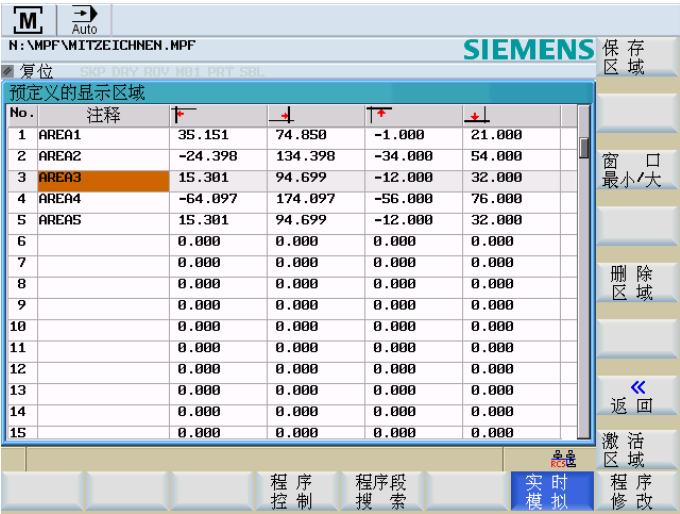 M
Auto
N:\MPF\MITZEICHNEN.MPF
SIEMENS
保存
区域
复位 SKP DRY ROV M01 PRT SBL
预定义的显示区域
No. 注释
1 AREA1 35.151 74.850 -1.000 21.000
2 AREA2 -24.398 134.398 -34.000 54.000
窗口
最小/大
3 AREA3 15.301 94.699 -12.000 32.000
4 AREA4 -64.097 174.097 -56.000 76.000
5 AREA5 15.301 94.699 -12.000 32.000
6 0.000 0.000 0.000 0.000
7 0.000 0.000 0.000 0.000
8 0.000 0.000 0.000 0.000
删除
区域
9 0.000 0.000 0.000 0.000
10 0.000 0.000 0.000 0.000
11 0.000 0.000 0.000 0.000
12 0.000 0.000 0.000 0.000
13 0.000 0.000 0.000 0.000
«
返回
14 0.000 0.000 0.000 0.000
15 0.000 0.000 0.000 0.000
RCS
激活
区域
程序
控制
程序段
搜索
实时
模拟
程序
修改